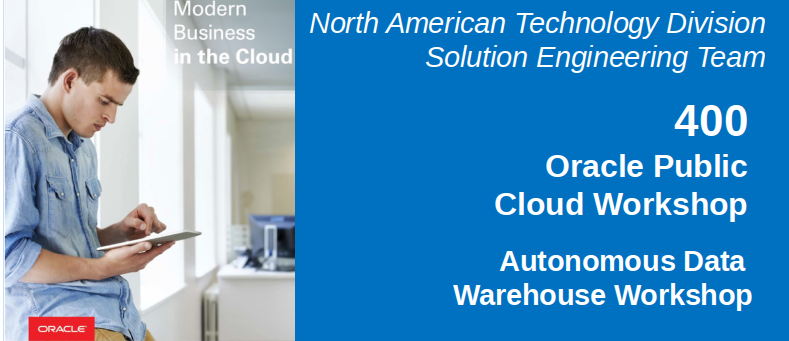 Modern
Business
in the Cloud
ORACLE
North American Technology Division
Solution Engineering Team
400
Oracle Public
Cloud Workshop
Autonomous Data
Warehouse Workshop